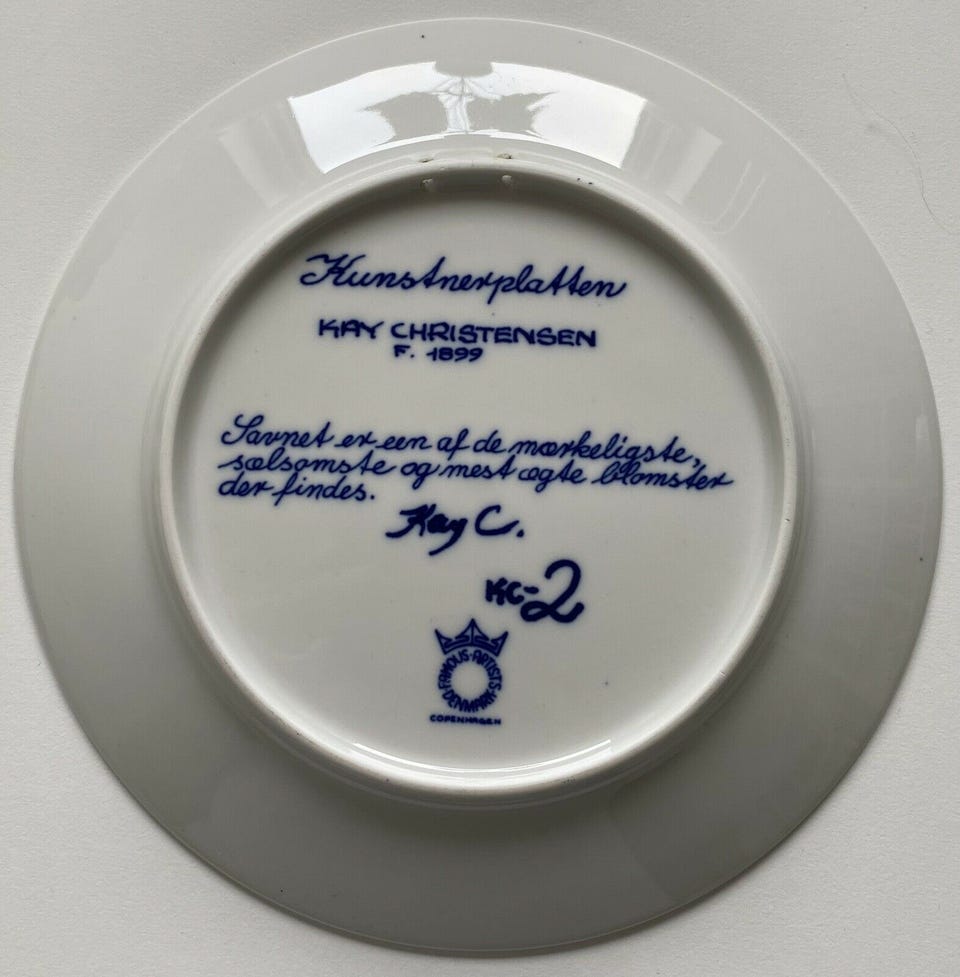 Kunstnerplatten
KAY CHRISTENSEN
F. 1899
Savnet er een af de mærkeligste,
sælsomste og mest ægte blomster
der findes.
Kay C.
KC-2
FAMOUS·ARTISTS·DENMARK·
COPENHAGEN